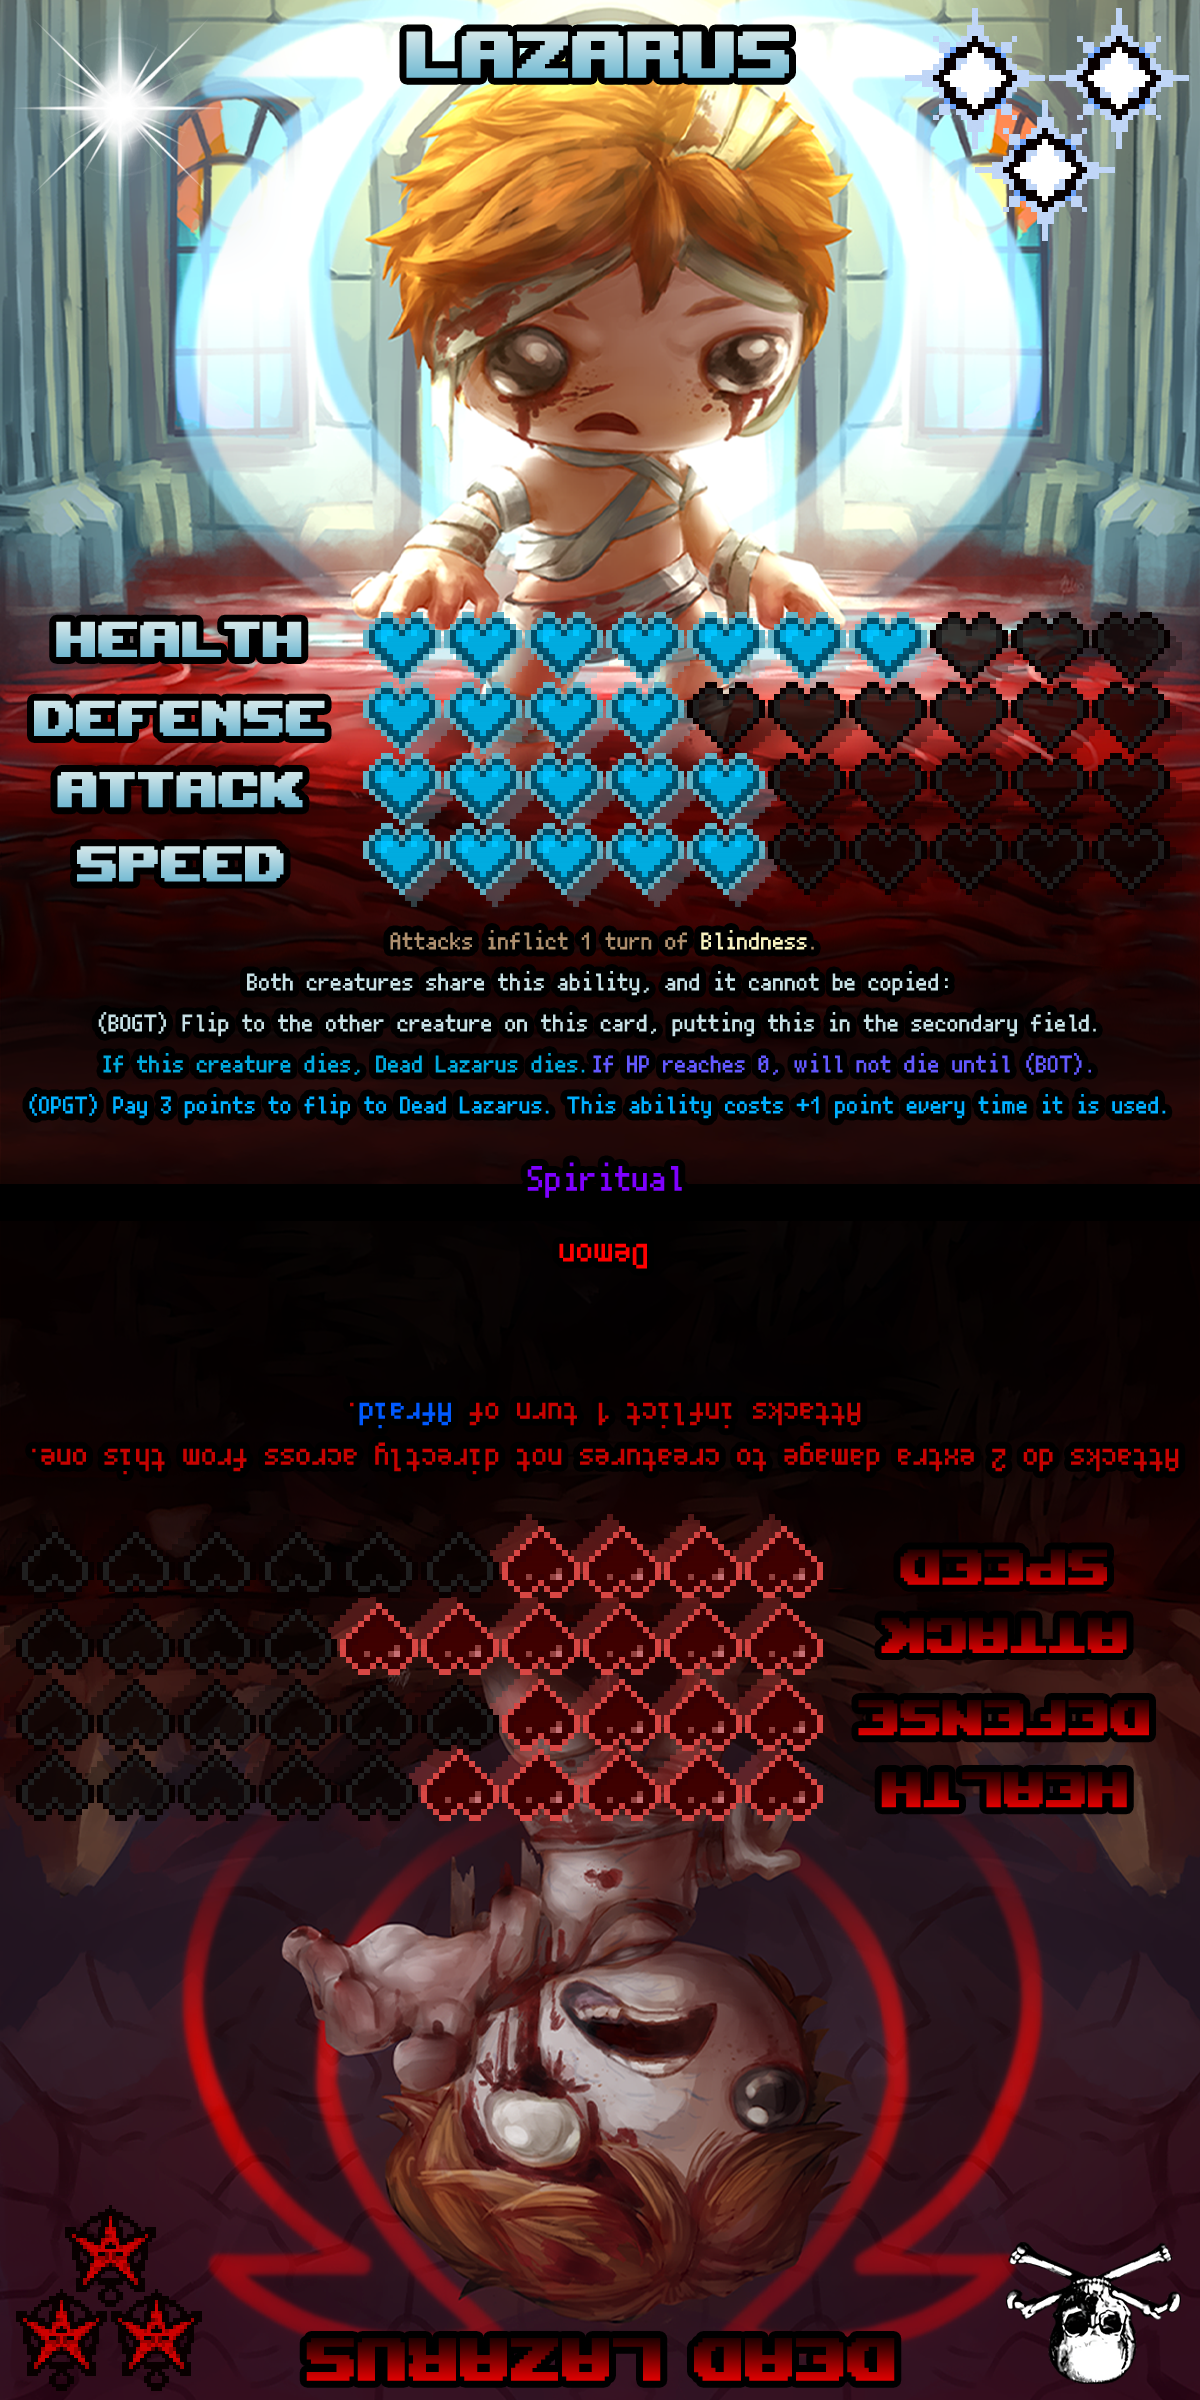 LAZARUS
HEALTH
DEFENSE
ATTACK
SPEED
Attacks inflict 1 turn of Blindness.
Both creatures share this ability, and it cannot be copied:
(BOGT) Flip to the other creature on this card, putting this in the secondary field.
If this creature dies, Dead Lazarus dies. If HP reaches 0, will not die until (BOT).
(OPGT) Pay 3 points to flip to Dead Lazarus. This ability costs +1 point every time it is used.
Spiritual
DEAD LAZARUS
HEALTH
DEFENSE
ATTACK
SPEED
Attacks do 2 extra damage to creatures not directly across from this one.
Attacks inflict 1 turn of Afraid.
Demon